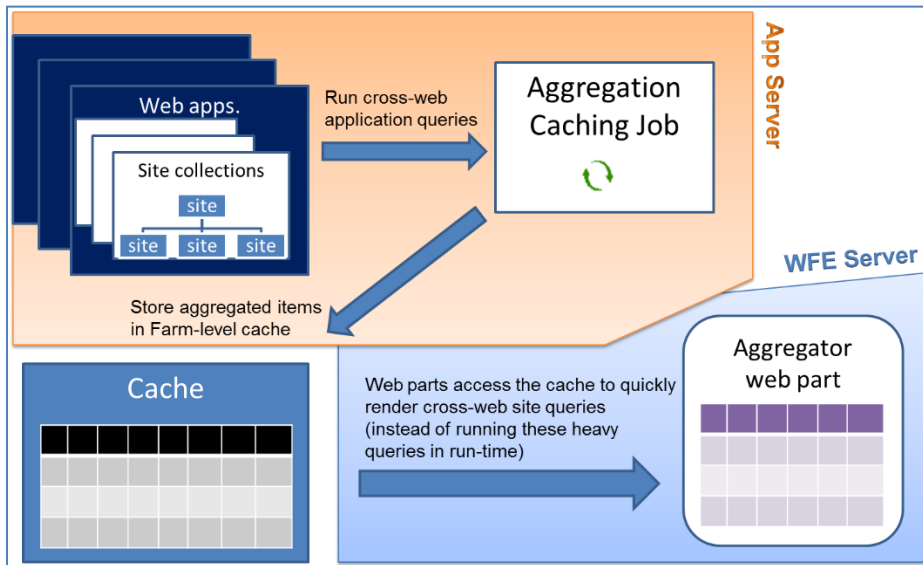 Web apps.
Site collections
site
site
site
site
Run cross-web
application queries
Aggregation
Caching Job
App Server
WFE Server
Store aggregated items
in Farm-level cache
Cache
Web parts access the cache to quickly
render cross-web site queries
(instead of running these heavy
queries in run-time)
Aggregator
web part